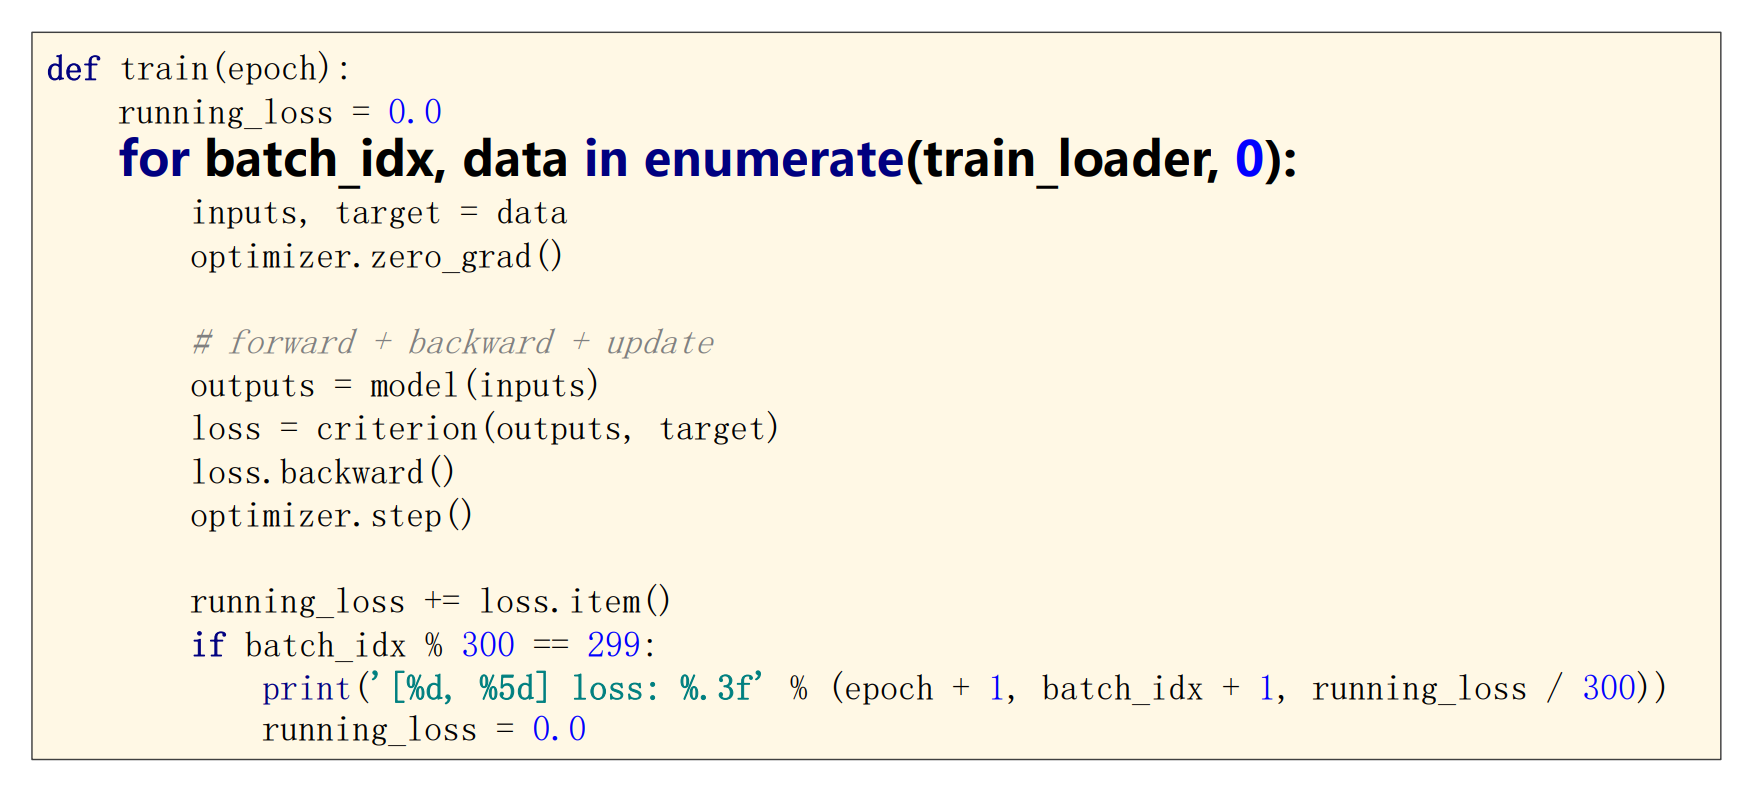 def train(epoch):
    running_loss = 0.0
    for batch_idx, data in enumerate(train_loader, 0):
        inputs, target = data
        optimizer.zero_grad()

        # forward + backward + update
        outputs = model(inputs)
        loss = criterion(outputs, target)
        loss.backward()
        optimizer.step()

        running_loss += loss.item()
        if batch_idx % 300 == 299:
            print('[%d, %5d] loss: %.3f' % (epoch + 1, batch_idx + 1, running_loss / 300))
            running_loss = 0.0